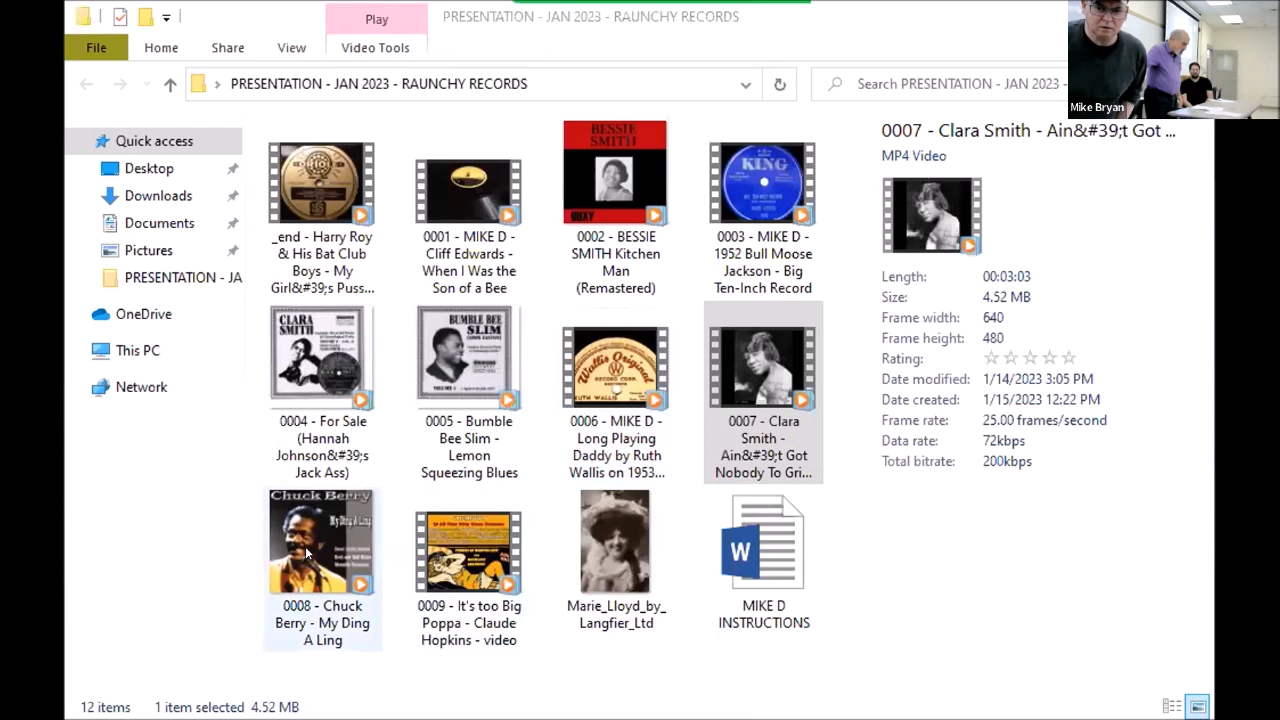 Play
PRESENTATION - JAN 2023 - RAUNCHY RECORDS
File
Home
Share
View
Video Tools
PRESENTATION - JAN 2023 - RAUNCHY RECORDS
Search PRESENTATION - JAN 2023 -
Mike Bryan
Quick access
Desktop
Downloads
Documents
Pictures
PRESENTATION - JA
OneDrive
This PC
Network
_end - Harry Roy
& His Bat Club
Boys - My
Girl&#39;s Puss...
0001 - MIKE D -
Cliff Edwards -
When I Was the
Son of a Bee
BESSIE
SMITH
0002 - BESSIE
SMITH Kitchen
Man
(Remastered)
KING
0003 - MIKE D -
1952 Bull Moose
Jackson - Big
Ten-Inch Record
CLARA
SMITH
0004 - For Sale
(Hannah
Johnson&#39;s
Jack Ass)
BUMBLE BEE
SLIM
0005 - Bumble
Bee Slim -
Lemon
Squeezing Blues
Wallis Original
RECORD CORP.
RUTH WALLIS
0006 - MIKE D -
Long Playing
Daddy by Ruth
Wallis on 1953...
0007 - Clara
Smith -
Ain&#39;t Got
Nobody To Gri...
Chuck Berry
My Ding A Ling
0008 - Chuck
Berry - My Ding
A Ling
0009 - It's too Big
Poppa - Claude
Hopkins - video
Marie_Lloyd_by_
Langfier_Ltd
W
MIKE D
INSTRUCTIONS
0007 - Clara Smith - Ain&#39;t Got ...
MP4 Video
Length: 00:03:03
Size: 4.52 MB
Frame width: 640
Frame height: 480
Rating:
Date modified: 1/14/2023 3:05 PM
Date created: 1/15/2023 12:22 PM
Frame rate: 25.00 frames/second
Data rate: 72kbps
Total bitrate: 200kbps
12 items
1 item selected 4.52 MB